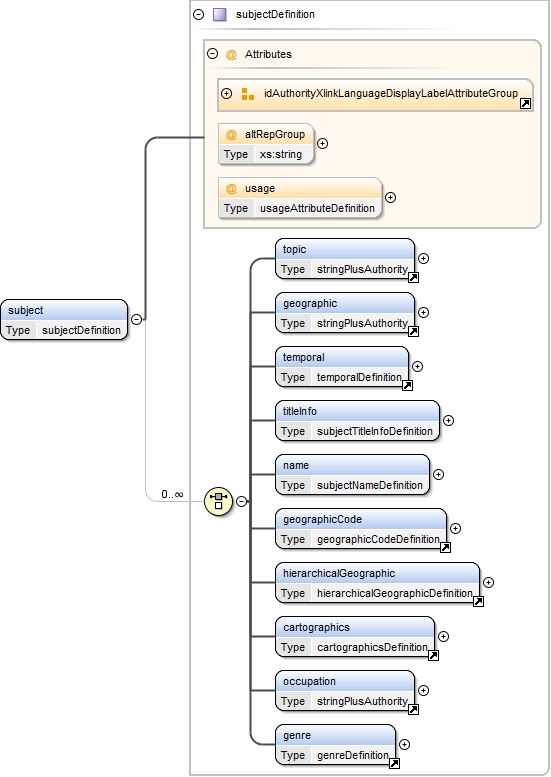 subjectDefinition
@ Attributes
idAuthorityXlinkLanguageDisplayLabelAttributeGroup
@ altRepGroup
Type xs:string
@ usage
Type usageAttributeDefinition
subject
Type subjectDefinition
0..∞
topic
Type stringPlusAuthority
geographic
Type stringPlusAuthority
temporal
Type temporalDefinition
titleInfo
Type subjectTitleInfoDefinition
name
Type subjectNameDefinition
geographicCode
Type geographicCodeDefinition
hierarchicalGeographic
Type hierarchicalGeographicDefinition
cartographics
Type cartographicsDefinition
occupation
Type stringPlusAuthority
genre
Type genreDefinition